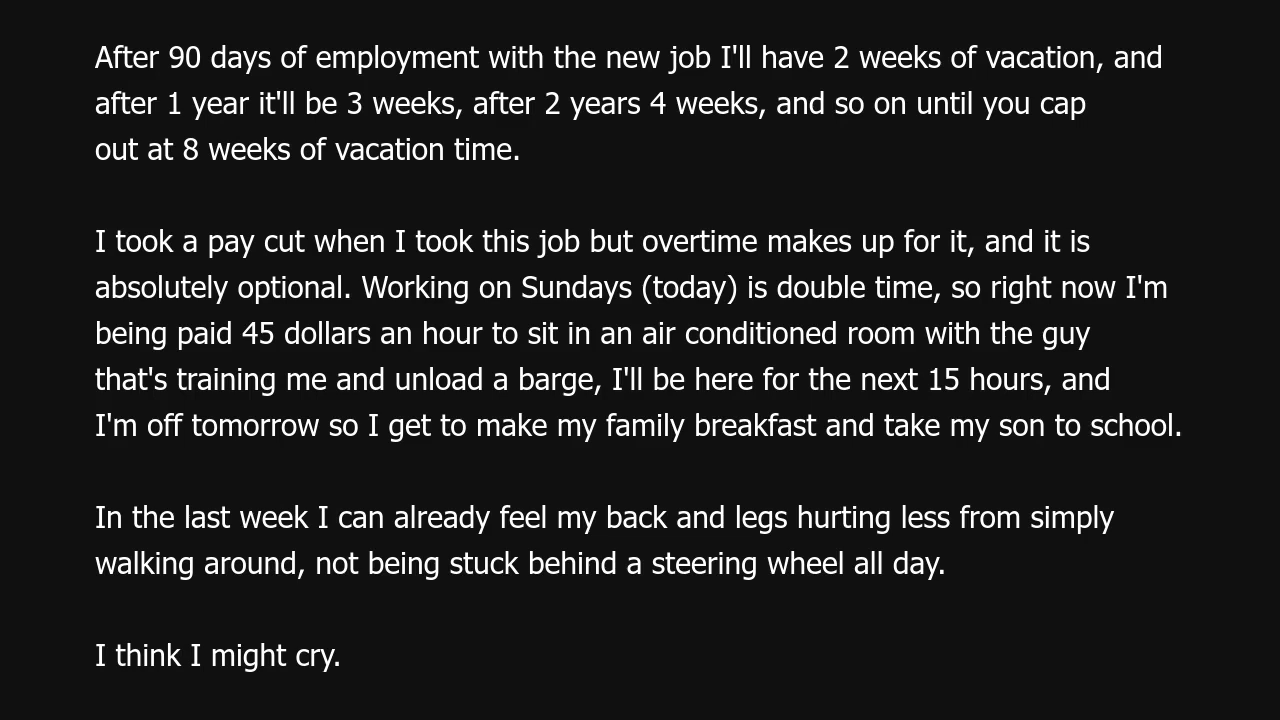 After 90 days of employment with the new job I'll have 2 weeks of vacation, and
after 1 year it'll be 3 weeks, after 2 years 4 weeks, and so on until you cap
out at 8 weeks of vacation time.
I took a pay cut when I took this job but overtime makes up for it, and it is
absolutely optional. Working on Sundays (today) is double time, so right now I'm
being paid 45 dollars an hour to sit in an air conditioned room with the guy
that's training me and unload a barge, I'll be here for the next 15 hours, and
I'm off tomorrow so I get to make my family breakfast and take my son to school.
In the last week I can already feel my back and legs hurting less from simply
walking around, not being stuck behind a steering wheel all day.
I think I might cry.